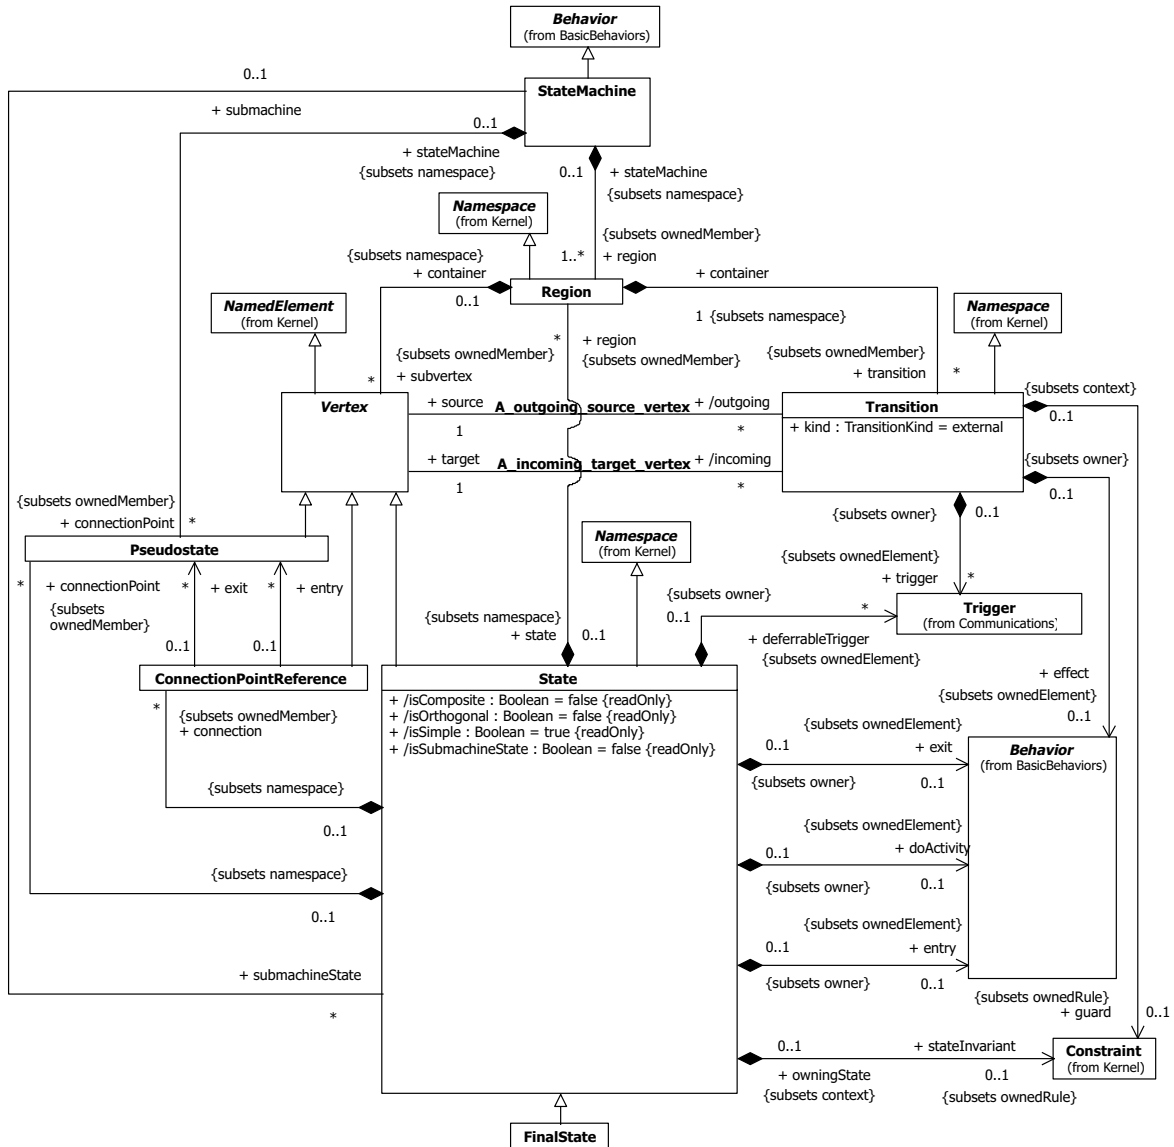 Behavior
(from BasicBehaviors)
0..1
StateMachine
+ submachine
0..1
+ stateMachine
{subsets namespace}
0..1
+ stateMachine
{subsets namespace}
Namespace
(from Kernel)
{subsets ownedMember}
1..*
+ region
{subsets namespace}
+ container
0..1
Region
+ container
1 {subsets namespace}
NamedElement
(from Kernel)
Namespace
(from Kernel)
*
+ region
{subsets ownedMember}
{subsets ownedMember}
+ subvertex
*
{subsets ownedMember}
+ transition
*
{subsets context}
0..1
Vertex
+ source
A_outgoing_source_vertex
+ /outgoing
1
*
Transition
+ kind : TransitionKind = external
+ target
A_incoming_target_vertex
+ /incoming
1
*
{subsets owner}
0..1
{subsets ownedMember}
+ connectionPoint
*
{subsets owner}
0..1
Pseudostate
Namespace
(from Kernel)
{subsets ownedElement}
+ trigger
*
*
+ connectionPoint
{subsets
ownedMember}
*
+ exit
*
+ entry
0..1
0..1
{subsets namespace}
+ state
0..1
{subsets owner}
0..1
*
Trigger
(from Communications)
+ deferrableTrigger
{subsets ownedElement}
ConnectionPointReference
State
+ /isComposite : Boolean = false {readOnly}
+ /isOrthogonal : Boolean = false {readOnly}
+ /isSimple : Boolean = true {readOnly}
+ /isSubmachineState : Boolean = false {readOnly}
+ effect
{subsets ownedElement}
0..1
*
{subsets ownedMember}
+ connection
{subsets ownedElement}
0..1
+ exit
{subsets owner}
0..1
Behavior
(from BasicBehaviors)
{subsets namespace}
0..1
{subsets ownedElement}
0..1
+ doActivity
{subsets owner}
0..1
{subsets namespace}
0..1
{subsets ownedElement}
0..1
+ entry
{subsets owner}
0..1
+ submachineState
*
{subsets ownedRule}
+ guard
0..1
0..1
+ stateInvariant
+ owningState
0..1
{subsets context}
{subsets ownedRule}
Constraint
(from Kernel)
FinalState